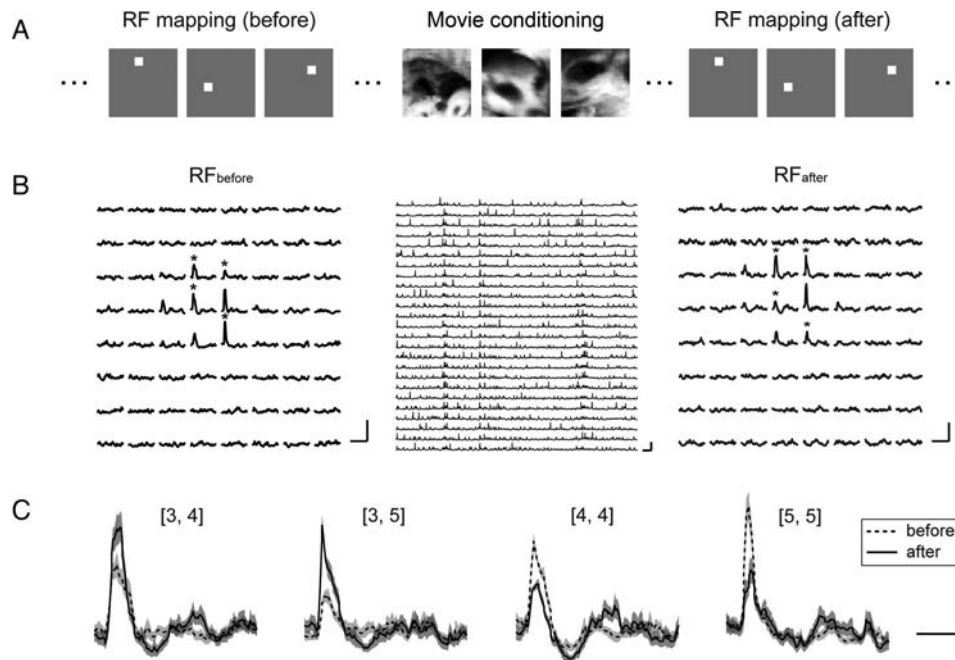 A
RF mapping (before)
Movie conditioning
RF mapping (after)
B
RFbefore
RFafter
* *
*
*
* *
*
*
C
[3, 4]
[3, 5]
[4, 4]
[5, 5]
before
after